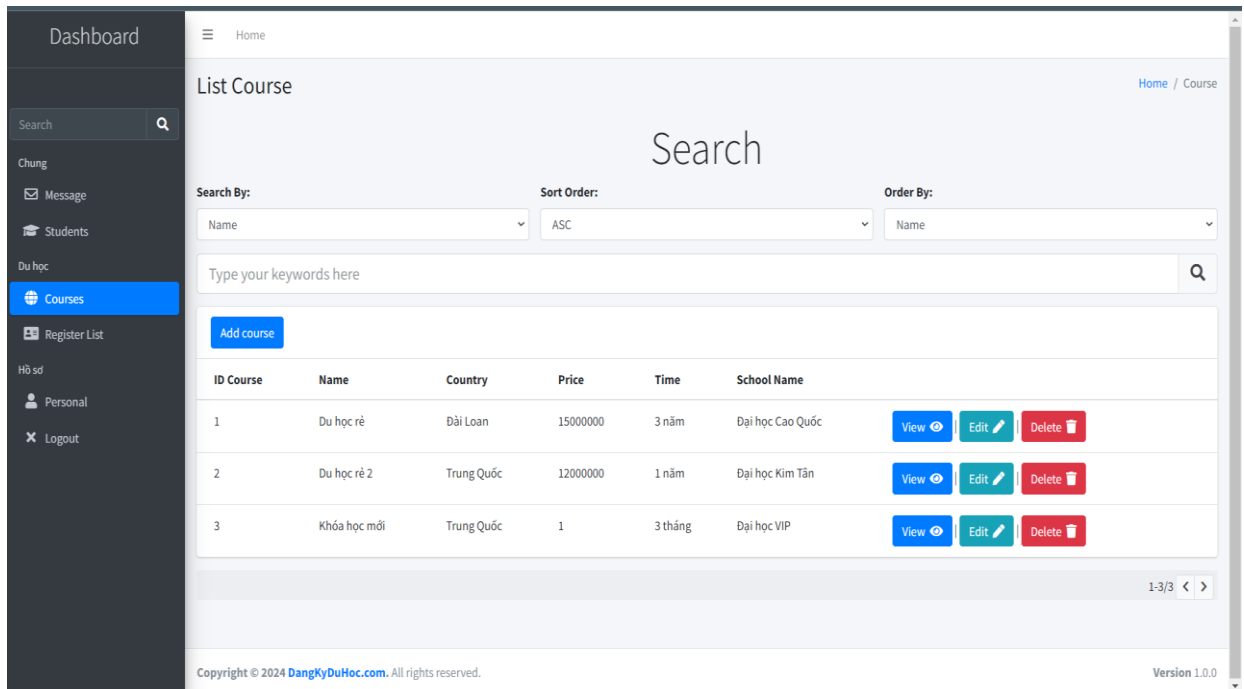 Dashboard
Home
List Course
Home / Course
Search
Search
Chung
Message
Students
Du học
Courses
Register List
Hồ sơ
Personal
Logout
Search By:
Sort Order:
Order By:
Name
ASC
Name
Type your keywords here
Add course
ID Course Name Country Price Time School Name
1 Du học rẻ Đài Loan 15000000 3 năm Đại học Cao Quốc View | Edit | Delete
2 Du học rẻ 2 Trung Quốc 12000000 1 năm Đại học Kim Tân View | Edit | Delete
3 Khóa học mới Trung Quốc 1 3 tháng Đại học VIP View | Edit | Delete
1-3/3
Copyright © 2024 DangKyDuHoc.com. All rights reserved.
Version 1.0.0